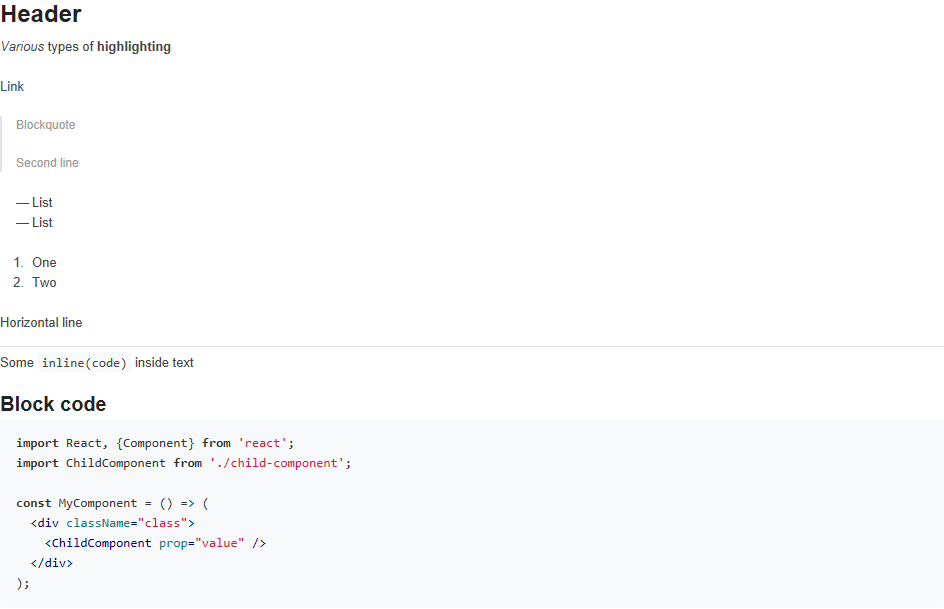 Header
Various types of highlighting
Link
Blockquote
Second line
— List
— List
1. One
2. Two
Horizontal line
Some inline(code) inside text
Block code
import React, {Component} from 'react';
import ChildComponent from './child-component';
const MyComponent = () => (
  <div className="class">
    <ChildComponent prop="value" />
  </div>
);